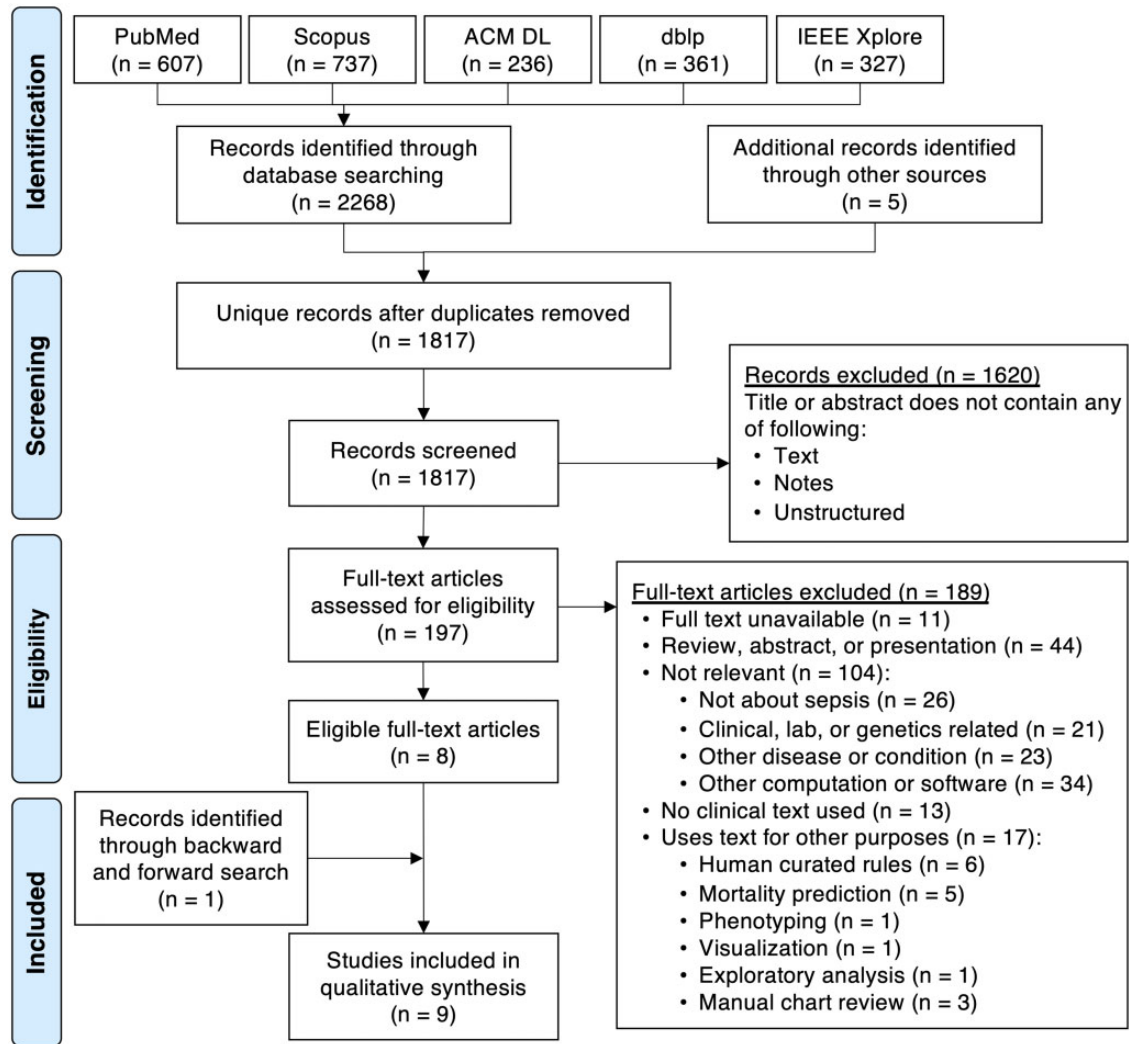 Identification
PubMed
(n = 607)
Scopus
(n = 737)
ACM DL
(n = 236)
dblp
(n = 361)
IEEE Xplore
(n = 327)
Records identified through
database searching
(n = 2268)
Additional records identified
through other sources
(n = 5)
Screening
Unique records after duplicates removed
(n = 1817)
Records screened
(n = 1817)
Records excluded (n = 1620)
Title or abstract does not contain any
of following:
• Text
• Notes
• Unstructured
Eligibility
Full-text articles
assessed for eligibility
(n = 197)
Full-text articles excluded (n = 189)
• Full text unavailable (n = 11)
• Review, abstract, or presentation (n = 44)
• Not relevant (n = 104):
• Not about sepsis (n = 26)
• Clinical, lab, or genetics related (n = 21)
• Other disease or condition (n = 23)
• Other computation or software (n = 34)
• No clinical text used (n = 13)
• Uses text for other purposes (n = 17):
• Human curated rules (n = 6)
• Mortality prediction (n = 5)
• Phenotyping (n = 1)
• Visualization (n = 1)
• Exploratory analysis (n = 1)
• Manual chart review (n = 3)
Eligible full-text articles
(n = 8)
Included
Records identified
through backward
and forward search
(n = 1)
Studies included in
qualitative synthesis
(n = 9)